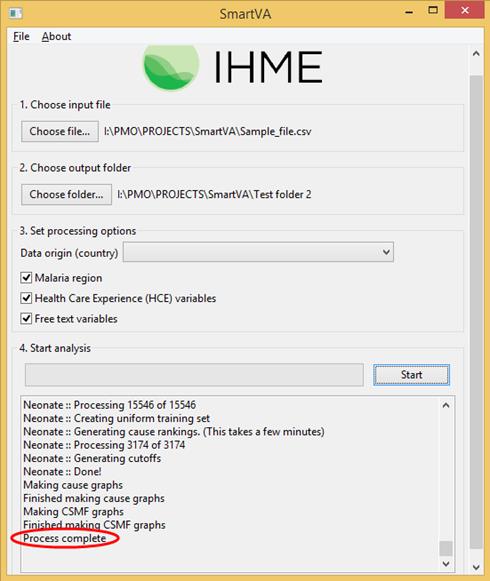 SmartVA
File About
IHME
1. Choose input file
Choose file... I:\PMO\PROJECTS\SmartVA\Sample_file.csv
2. Choose output folder
Choose folder... I:\PMO\PROJECTS\SmartVA\Test folder 2
3. Set processing options
Data origin (country)
Malaria region
Health Care Experience (HCE) variables
Free text variables
4. Start analysis
Start
Neonate :: Processing 15546 of 15546
Neonate :: Creating uniform training set
Neonate :: Generating cause rankings. (This takes a few minutes)
Neonate :: Processing 3174 of 3174
Neonate :: Generating cutoffs
Neonate :: Done!
Making cause graphs
Finished making cause graphs
Making CSMF graphs
Finished making CSMF graphs
Process complete